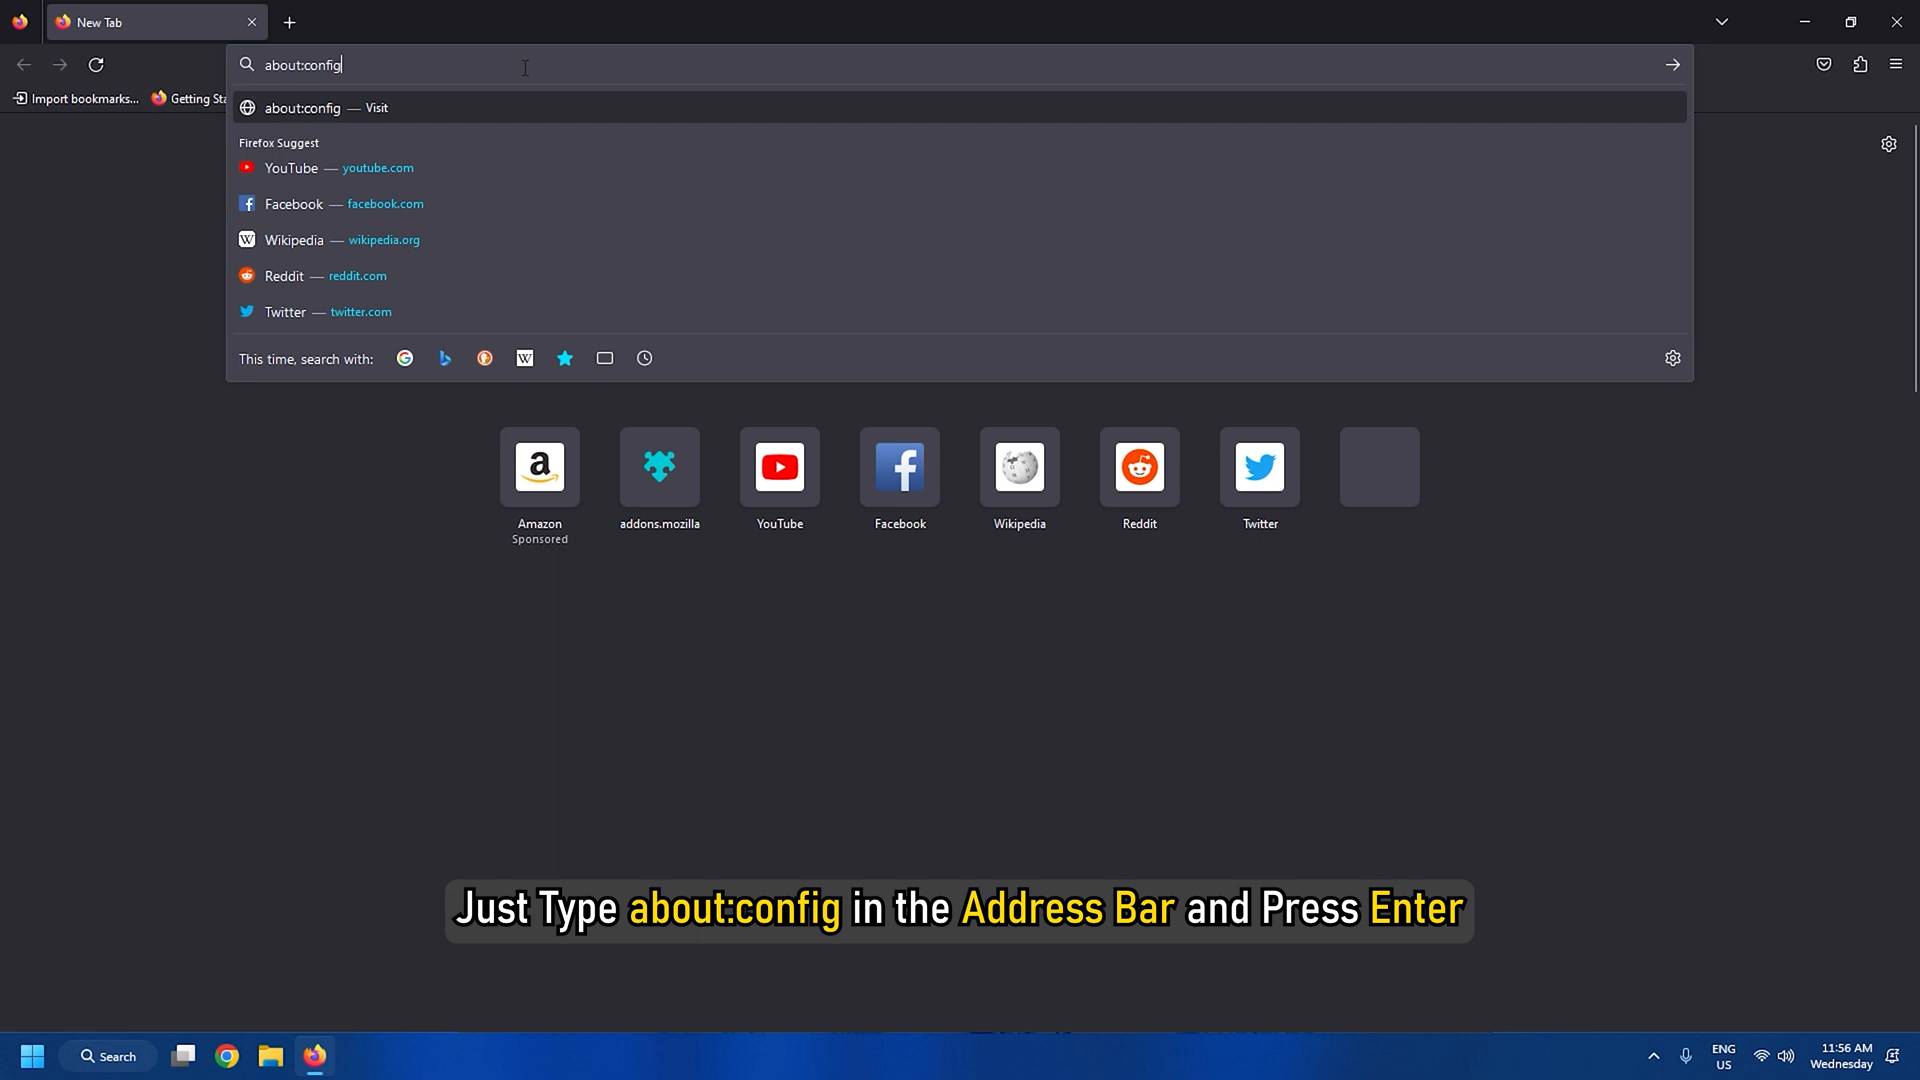 New Tab
about:config
Import bookmarks...
Getting Sta
about:config — Visit
Firefox Suggest
YouTube — youtube.com
Facebook — facebook.com
Wikipedia — wikipedia.org
Reddit — reddit.com
Twitter — twitter.com
This time, search with:
Amazon
Sponsored
addons.mozilla
YouTube
Facebook
Wikipedia
Reddit
Twitter
Just Type about:config in the Address Bar and Press Enter
Search
ENG
US
11:56 AM
Wednesday